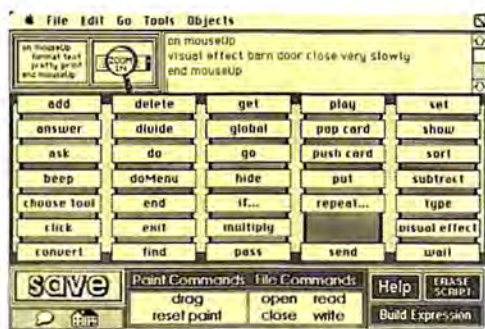 File Edit Go Tools Objects
on mouseUp
format text
pretty print
end mouseUp
ZOOM IN
on mouseUp
visual effect barn door close very slowly
end mouseUp
add delete get play set
answer divide global pop card show
ask do go push card sort
beep doMenu hide put subtract
choose tool end if... repeat... type
click exit multiply visual effect
convert find pass send wait
save
Paint Commands File Commands
drag open read
reset paint close write
Help
ERASE SCRIPT
Build Expression